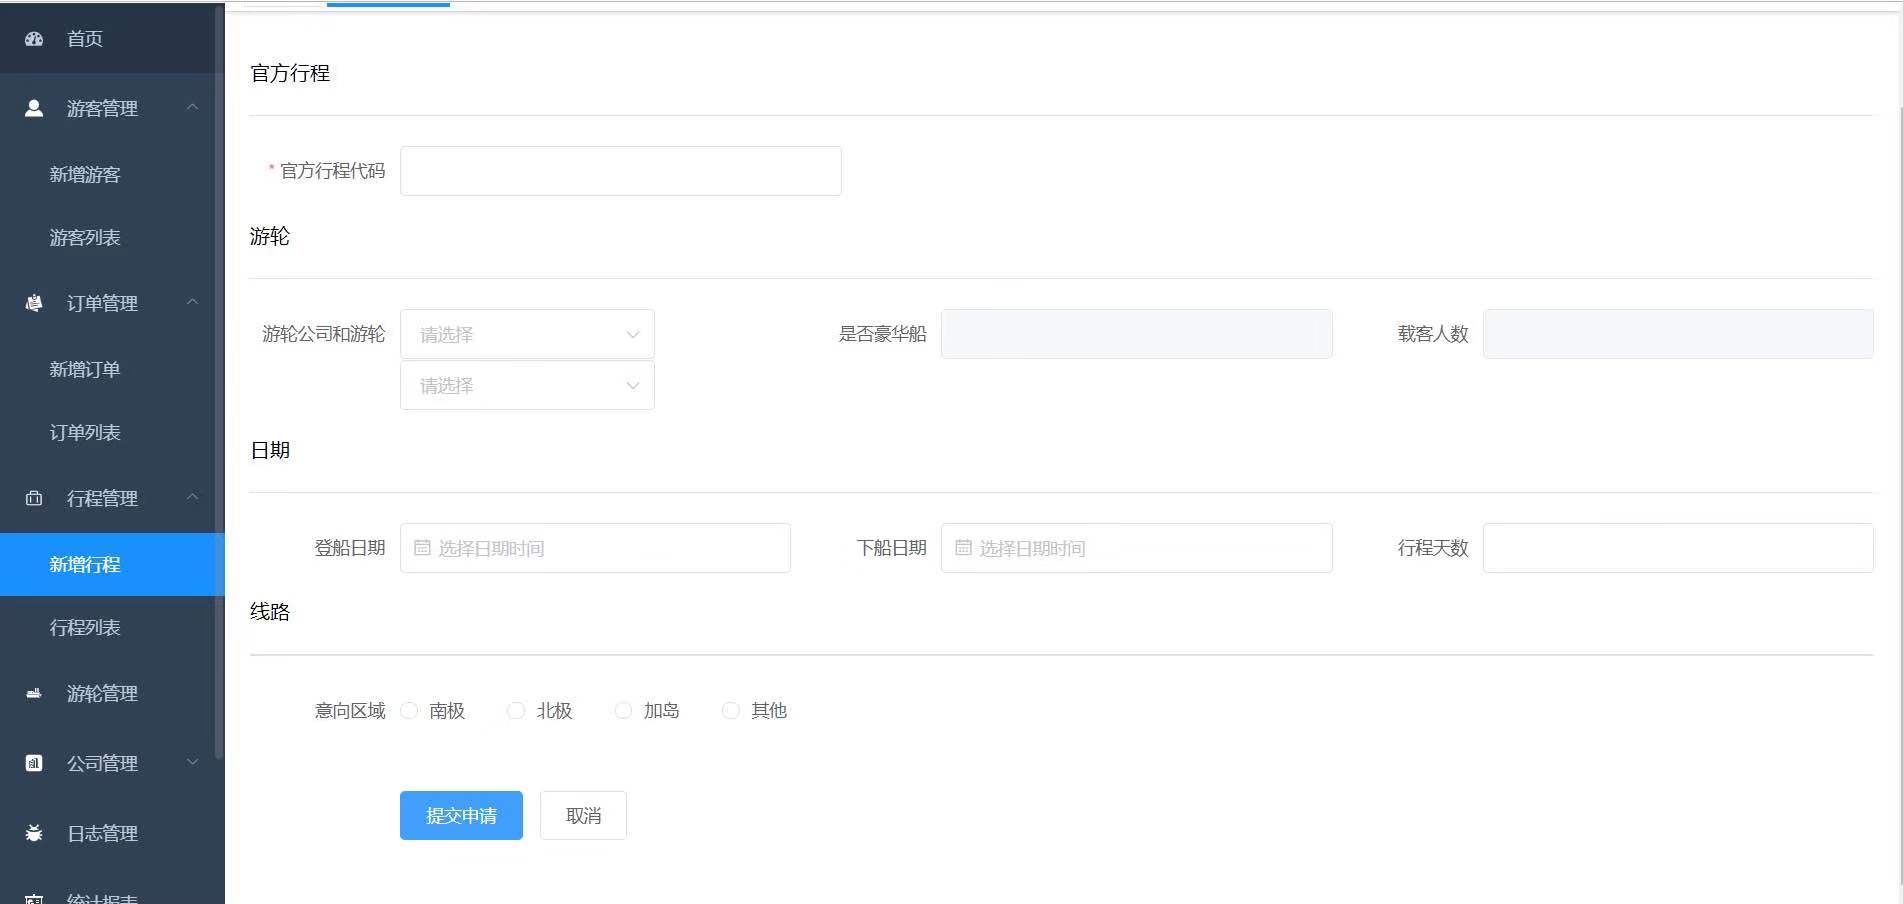 首页
游客管理
新增游客
游客列表
订单管理
新增订单
订单列表
行程管理
新增行程
行程列表
游轮管理
公司管理
日志管理
统计报表
官方行程
* 官方行程代码
游轮
游轮公司和游轮 请选择 是否豪华船 载客人数
请选择
日期
登船日期 选择日期时间 下船日期 选择日期时间 行程天数
线路
意向区域 南极 北极 加岛 其他
提交申请 取消